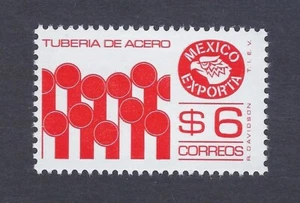 TUBERIA DE ACERO
MEXICO
EXPORTA
$6
CORREOS
T.I.E.V.
R. DAVIDSON